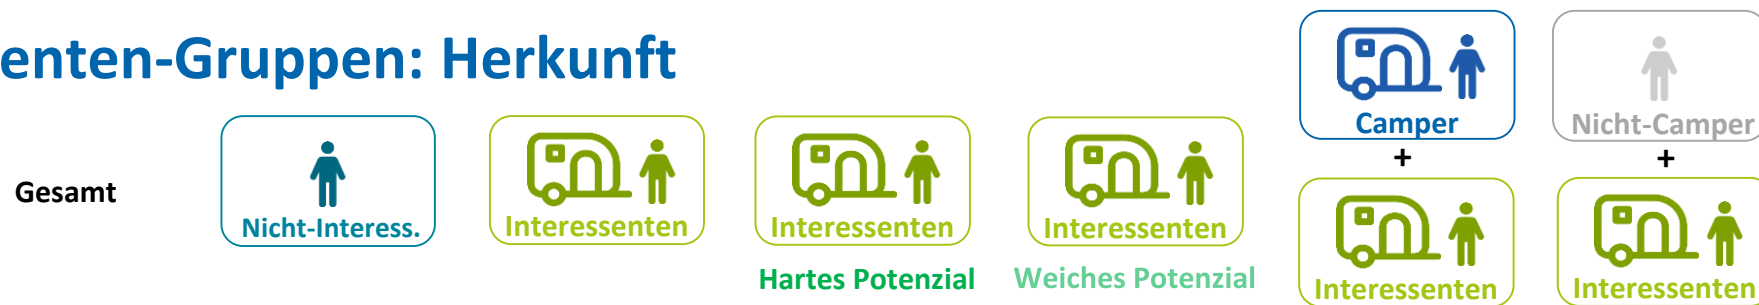 enten-Gruppen: Herkunft
Camper
Nicht-Camper
+
+
Gesamt
Nicht-Interess.
Interessenten
Interessenten
Interessenten
Hartes Potenzial
Weiches Potenzial
Interessenten
Interessenten